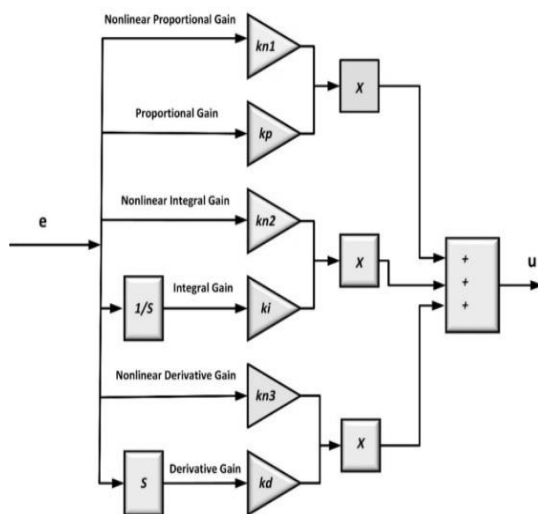 Nonlinear Proportional Gain
kn1
X
Proportional Gain
kp
Nonlinear Integral Gain
kn2
e
X
u
+
+
+
Integral Gain
1/S
ki
Nonlinear Derivative Gain
kn3
X
Derivative Gain
S
kd